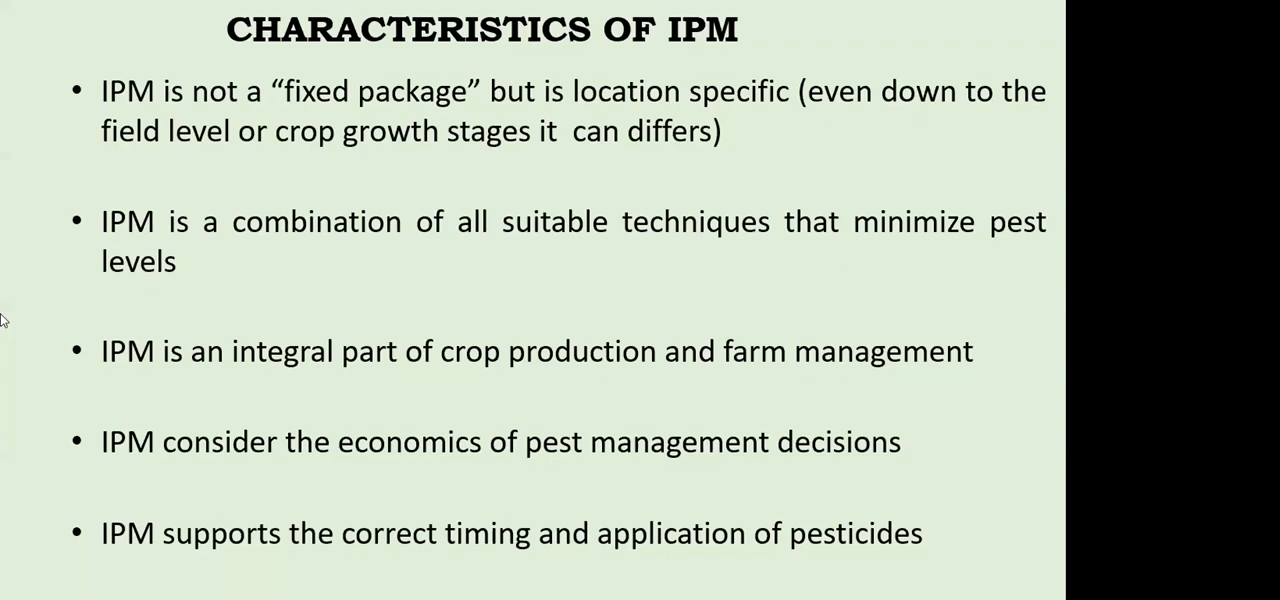 CHARACTERISTICS OF IPM
• IPM is not a “fixed package” but is location specific (even down to the
field level or crop growth stages it can differs)
• IPM is a combination of all suitable techniques that minimize pest
levels
• IPM is an integral part of crop production and farm management
• IPM consider the economics of pest management decisions
• IPM supports the correct timing and application of pesticides